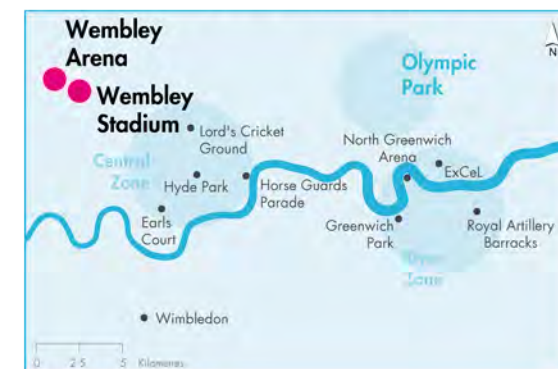 Wembley
Arena
Wembley
Stadium
N
Olympic
Park
Lord's Cricket
Ground
Central
Zone
North Greenwich
Arena
ExCeL
Hyde Park
Horse Guards
Parade
Earls
Court
Greenwich
Park
Royal Artillery
Barracks
River
Zone
Wimbledon
0 2.5 5 Kilometres